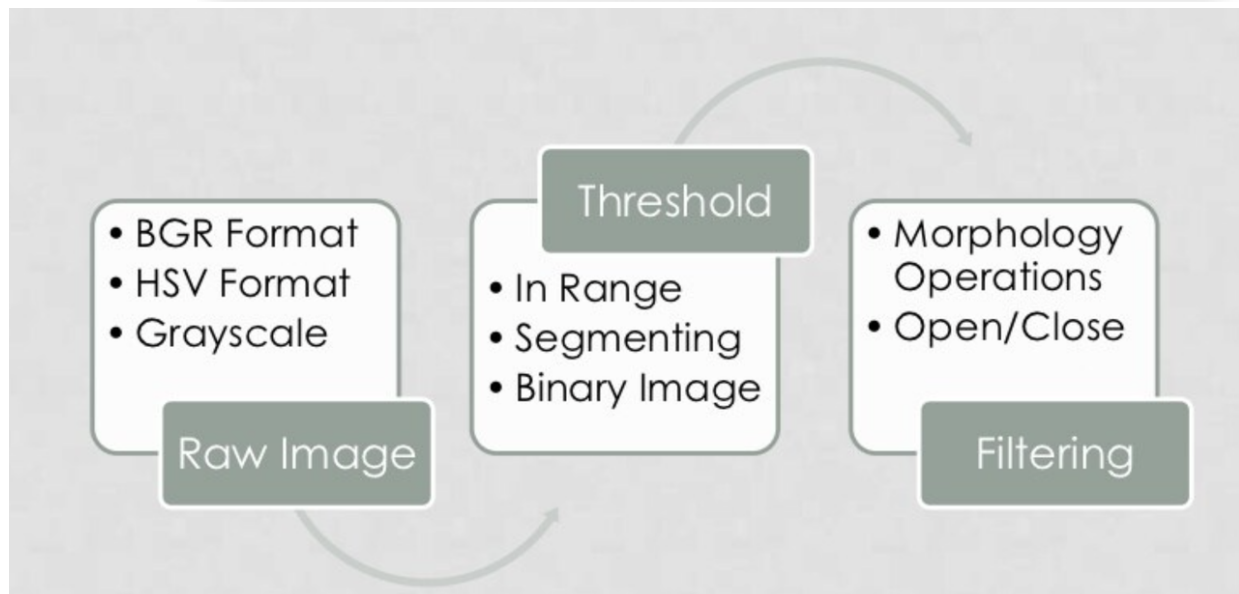 • BGR Format
• HSV Format
• Grayscale
Raw Image
Threshold
• In Range
• Segmenting
• Binary Image
• Morphology
Operations
• Open/Close
Filtering